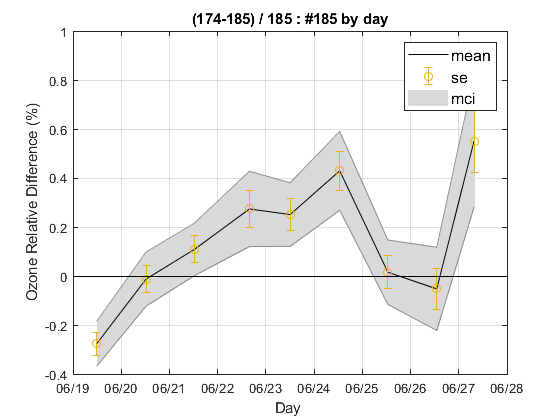 (174-185) / 185 : #185 by day
mean
se
mci
Ozone Relative Difference (%)
1
0.8
0.6
0.4
0.2
0
-0.2
-0.4
06/19 06/20 06/21 06/22 06/23 06/24 06/25 06/26 06/27 06/28
Day